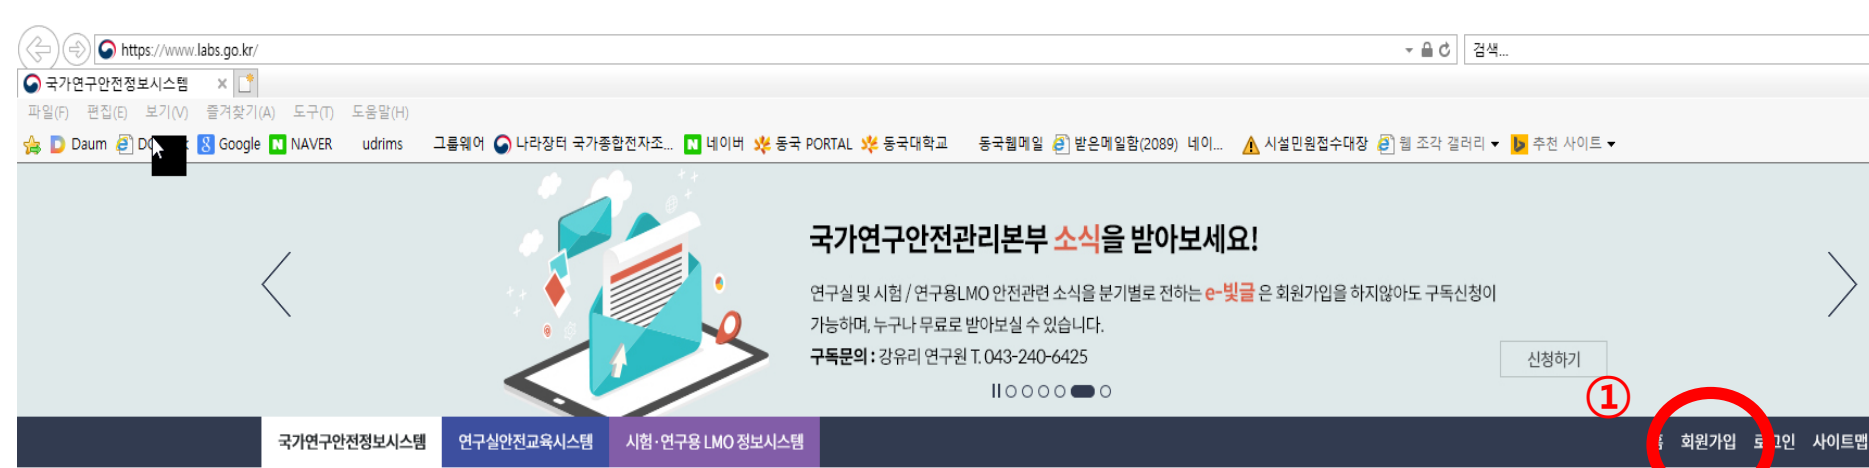 https://www.labs.go.kr/
검색...
국가연구안전정보시스템
파일(F) 편집(E) 보기(V) 즐겨찾기(A) 도구(T) 도움말(H)
Daum Google NAVER udrims 그룹웨어 나라장터 국가종합전자조... 네이버 동국 PORTAL 동국대학교 동국웹메일 받은메일함(2089) 네이... 시설민원접수대장 웹 조각 갤러리 추천 사이트
국가연구안전관리본부 소식을 받아보세요!
연구실 및 시험 / 연구용LMO 안전관련 소식을 분기별로 전하는 e-빛글 은 회원가입을 하지않아도 구독신청이
가능하며, 누구나 무료로 받아보실 수 있습니다.
구독문의 : 강유리 연구원 T. 043-240-6425
신청하기
①
국가연구안전정보시스템 연구실안전교육시스템 시험·연구용 LMO 정보시스템 회원가입 사이트맵